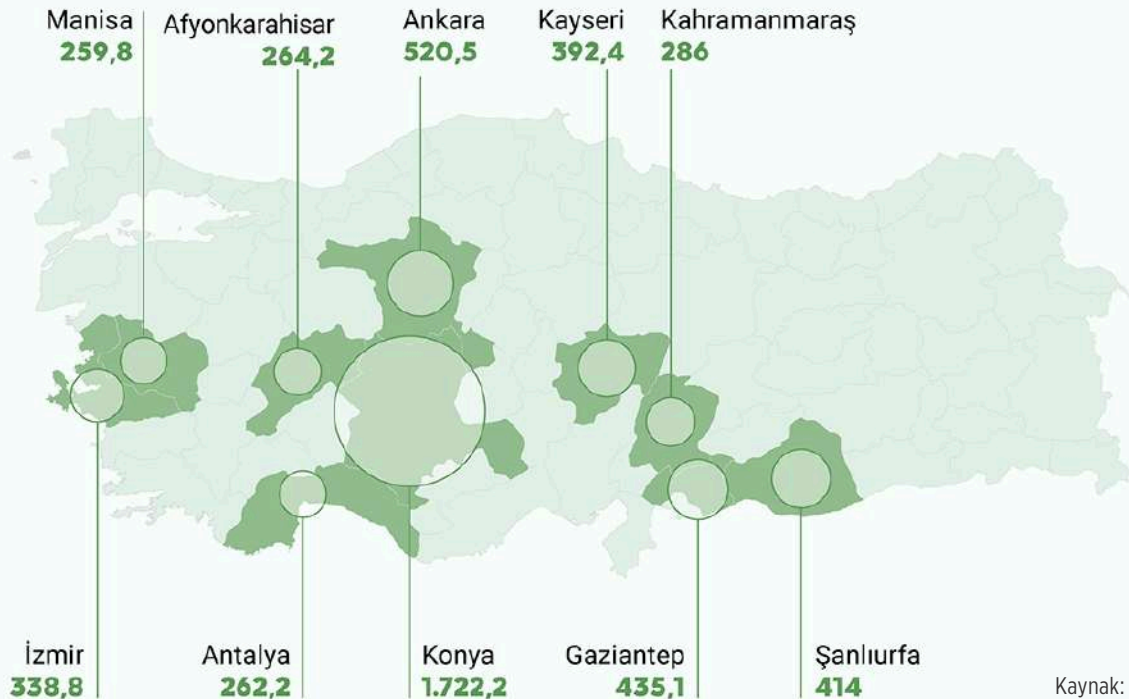 Manisa
259,8
Afyonkarahisar
264,2
Ankara
520,5
Kayseri
392,4
Kahramanmaraş
286
İzmir
338,8
Antalya
262,2
Konya
1.722,2
Gaziantep
435,1
Şanlıurfa
414
Kaynak: